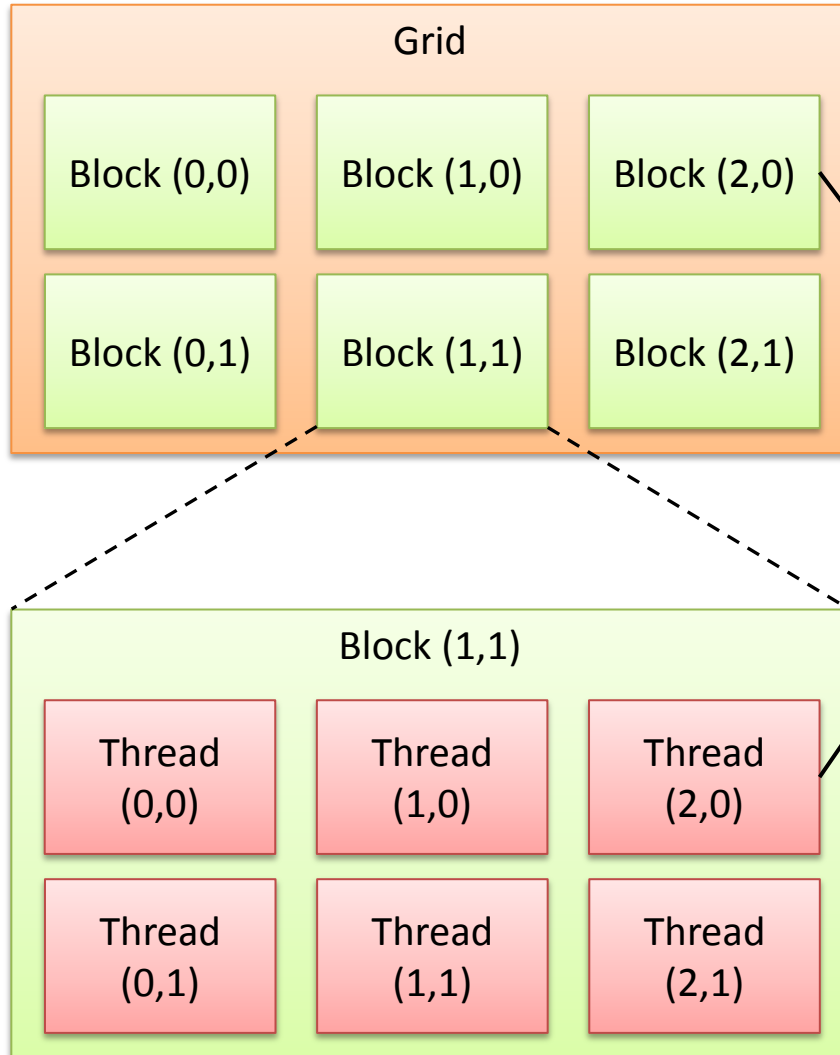 Grid
Block (0,0)
Block (1,0)
Block (2,0)
Block (0,1)
Block (1,1)
Block (2,1)
Block (1,1)
Thread
(0,0)
Thread
(1,0)
Thread
(2,0)
Thread
(0,1)
Thread
(1,1)
Thread
(2,1)